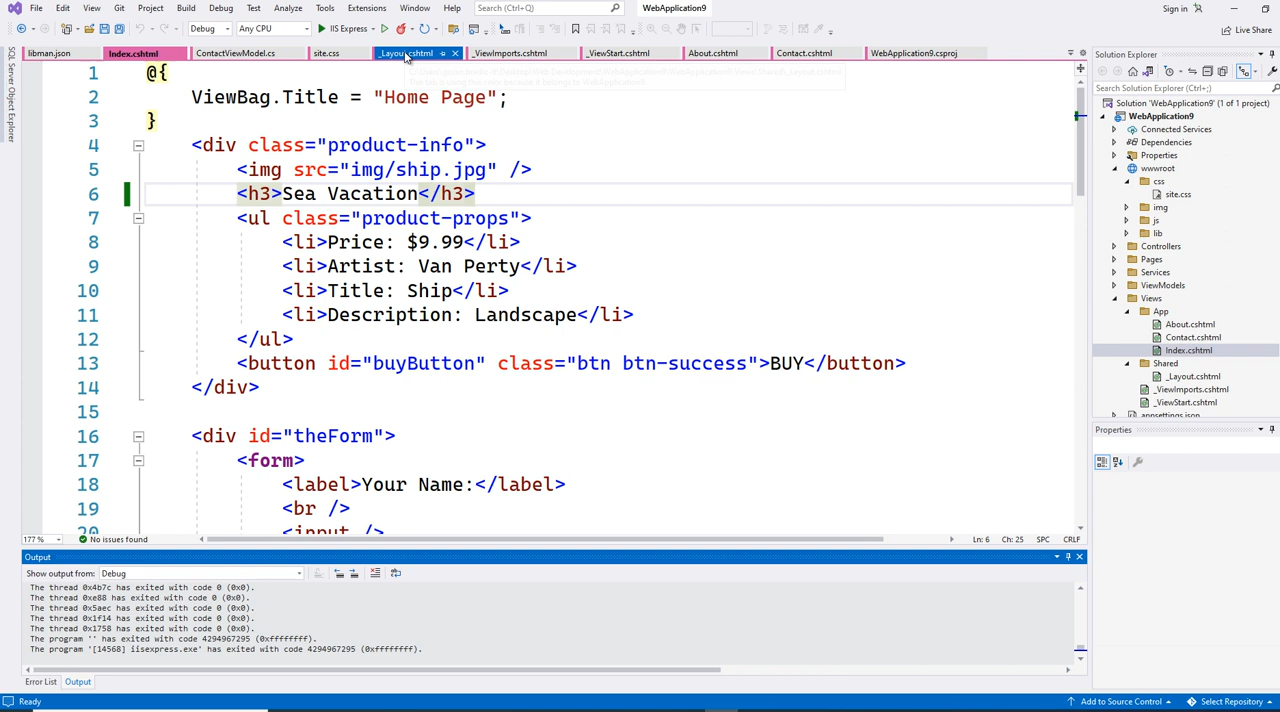 File Edit View Git Project Build Debug Test Analyze Tools Extensions Window Help Search (Ctrl+Q) WebApplication9 Sign in
Debug Any CPU IIS Express Live Share
libman.json Index.cshtml ContactViewModel.cs site.css _Layout.cshtml _ViewImports.cshtml _ViewStart.cshtml About.cshtml Contact.cshtml WebApplication9.csproj
SQL Server Object Explorer
1 @{
2 ViewBag.Title = "Home Page";
3 }
4 <div class="product-info">
5 <img src="img/ship.jpg" />
6 <h3>Sea Vacation</h3>
7 <ul class="product-props">
8 <li>Price: $9.99</li>
9 <li>Artist: Van Perty</li>
10 <li>Title: Ship</li>
11 <li>Description: Landscape</li>
12 </ul>
13 <button id="buyButton" class="btn btn-success">BUY</button>
14 </div>
15
16 <div id="theForm">
17 <form>
18 <label>Your Name:</label>
19 <br />
20 <input />
177 % No issues found Ln: 6 Ch: 25 SPC CRLF
Output
Show output from: Debug
The thread 0x4b7c has exited with code 0 (0x0).
The thread 0xe88 has exited with code 0 (0x0).
The thread 0x5aec has exited with code 0 (0x0).
The thread 0x1f14 has exited with code 0 (0x0).
The thread 0x1758 has exited with code 0 (0x0).
The program '' has exited with code 4294967295 (0xffffffff).
The program '[14568] iisexpress.exe' has exited with code 4294967295 (0xffffffff).
Error List Output
Solution Explorer
Search Solution Explorer (Ctrl+;)
Solution 'WebApplication9' (1 of 1 project)
WebApplication9
Connected Services
Dependencies
Properties
wwwroot
css
site.css
img
js
lib
Controllers
Pages
Services
ViewModels
Views
App
About.cshtml
Contact.cshtml
Index.cshtml
Shared
_Layout.cshtml
_ViewImports.cshtml
_ViewStart.cshtml
appsettings.json
Properties
Ready Add to Source Control Select Repository